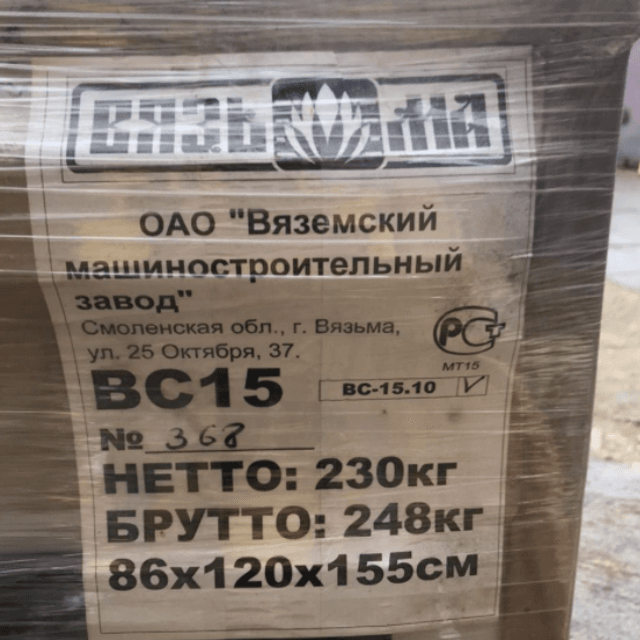 ВЯЗЬМА
ОАО "Вяземский
машиностроительный
завод"
Смоленская обл., г. Вязьма,
ул. 25 Октября, 37.
РСТ
МТ15
ВС15
ВС-15.10 ✓
№ 368
НЕТТО: 230кг
БРУТТО: 248кг
86х120х155см